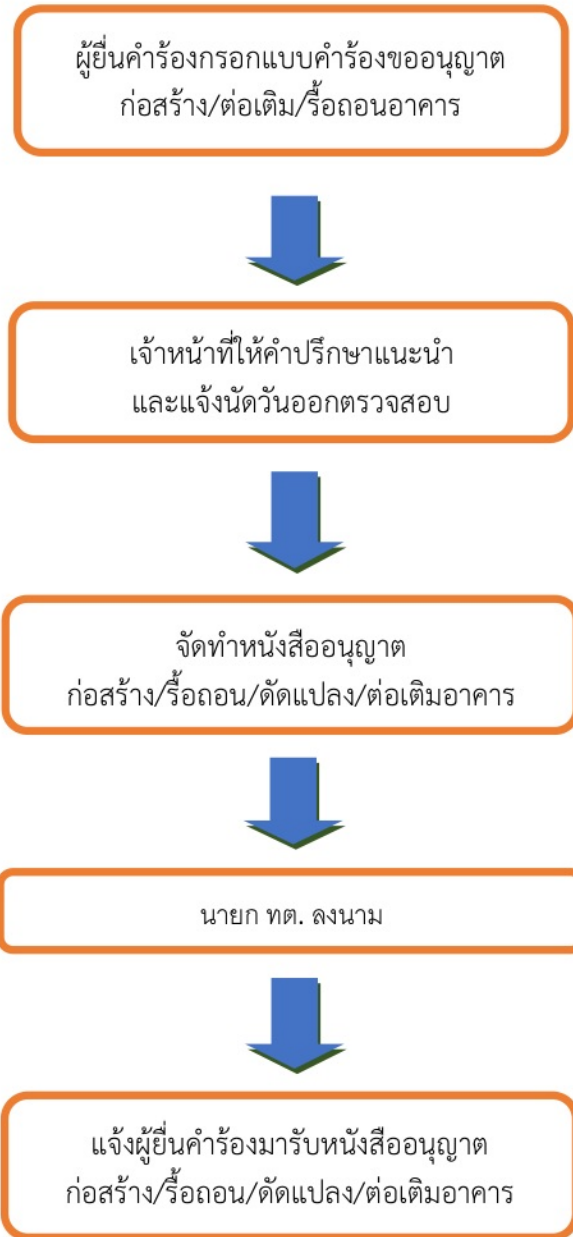 ผู้ยื่นคำร้องกรอกแบบคำร้องขออนุญาต
ก่อสร้าง/ต่อเติม/รื้อถอนอาคาร
เจ้าหน้าที่ให้คำปรึกษาแนะนำ
และแจ้งนัดวันออกตรวจสอบ
จัดทำหนังสืออนุญาต
ก่อสร้าง/รื้อถอน/ดัดแปลง/ต่อเติมอาคาร
นายก ทต. ลงนาม
แจ้งผู้ยื่นคำร้องมารับหนังสืออนุญาต
ก่อสร้าง/รื้อถอน/ดัดแปลง/ต่อเติมอาคาร